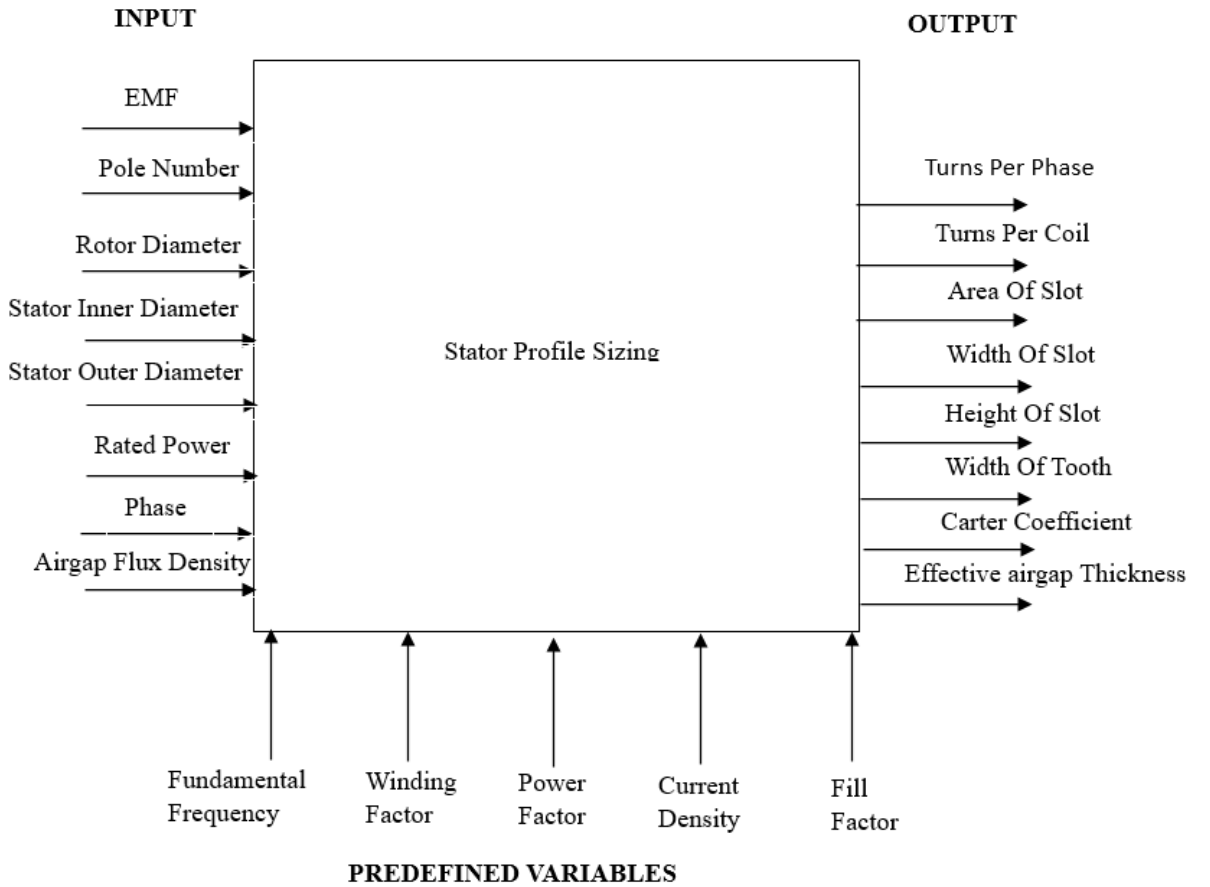 INPUT
OUTPUT
EMF
Pole Number
Rotor Diameter
Stator Inner Diameter
Stator Outer Diameter
Rated Power
Phase
Airgap Flux Density
Stator Profile Sizing
Turns Per Phase
Turns Per Coil
Area Of Slot
Width Of Slot
Height Of Slot
Width Of Tooth
Carter Coefficient
Effective airgap Thickness
Fundamental
Frequency
Winding
Factor
Power
Factor
Current
Density
Fill
Factor
PREDEFINED VARIABLES